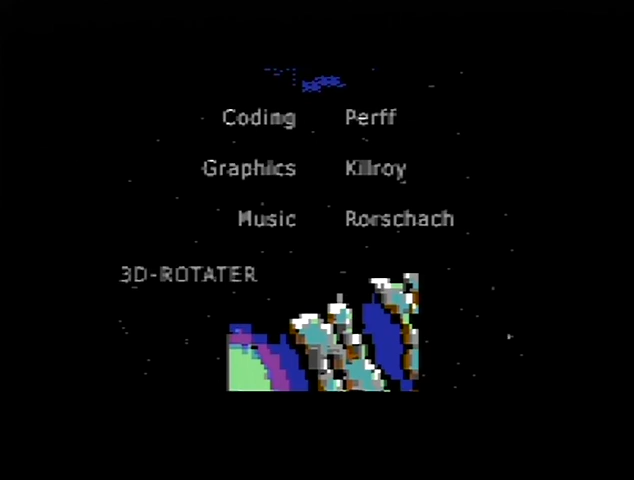 Coding Perff
Graphics Killroy
Music Rorschach
3D-ROTATER